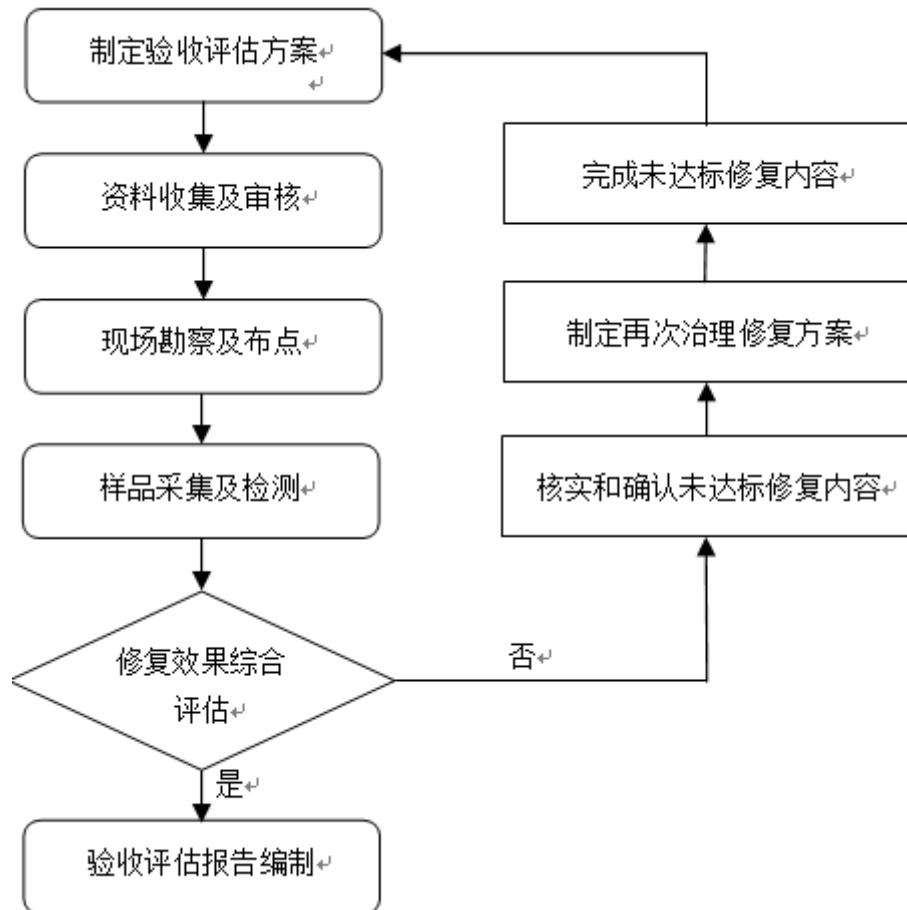 制定验收评估方案
资料收集及审核
现场勘察及布点
样品采集及检测
修复效果综合
评估
是
验收评估报告编制
否
核实和确认未达标修复内容
制定再次治理修复方案
完成未达标修复内容